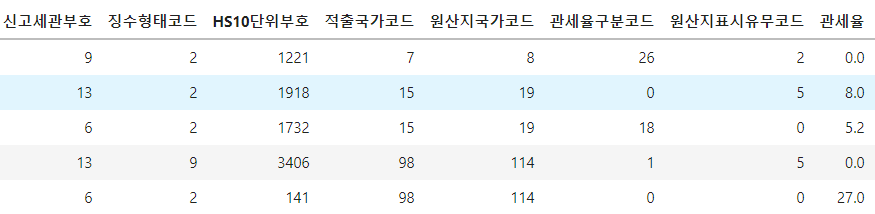 신고세관부호 징수형태코드 HS10단위부호 적출국가코드 원산지국가코드 관세율구분코드 원산지표시유무코드 관세율
9 2 1221 7 8 26 2 0.0
13 2 1918 15 19 0 5 8.0
6 2 1732 15 19 18 0 5.2
13 9 3406 98 114 1 5 0.0
6 2 141 98 114 0 0 27.0